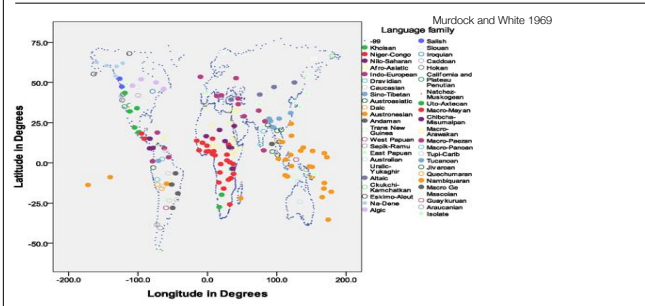 Murdock and White 1969
Language family
-99
Khoisan
Niger-Congo
Nilo-Saharan
Afro-Asiatic
Indo-European
Dravidian
Caucasian
Sino-Tibetan
Austroasiatic
Daic
Austronesian
Andaman
Trans New
Guinea
West Papuan
Sepik-Ramu
East Papuan
Australian
Uralic-
Yukaghir
Altaic
Chukchi-
Kamchatkan
Eskimo-Aleut
Na-Dene
Algic
Salish
Siouan
Iroquian
Caddoan
Hokan
California and
Plateau
Penutian
Natchez-
Muskogean
Uto-Aztecan
Macro-Mayan
Chibcha-
Misumalpan
Macro-
Arawakan
Macro-Paezan
Macro-Panoan
Tupi-Carib
Tucanoan
Jivaroan
Quechumaran
Nambiquaran
Macro Ge
Mascoian
Guaykuruan
Araucanian
Isolate
Latitude in Degrees
75.0
50.0
25.0
0.0
-25.0
-50.0
-200.0 -100.0 0.0 100.0 200.0
Longitude in Degrees